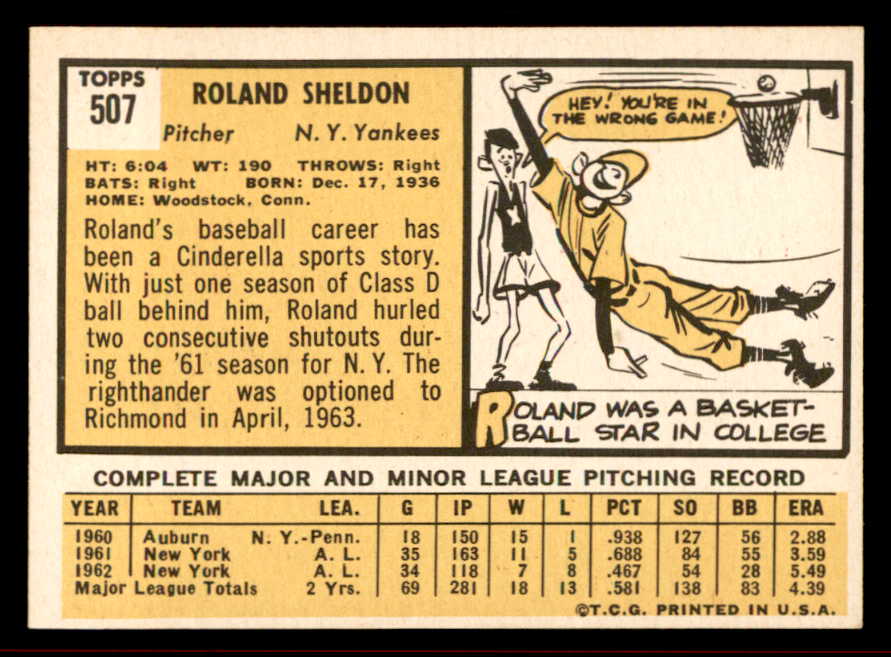 TOPPS
507
ROLAND SHELDON
Pitcher N. Y. Yankees
HT: 6:04 WT: 190 THROWS: Right
BATS: Right BORN: Dec. 17, 1936
HOME: Woodstock, Conn.
Roland's baseball career has
been a Cinderella sports story.
With just one season of Class D
ball behind him, Roland hurled
two consecutive shutouts dur-
ing the '61 season for N. Y. The
righthander was optioned to
Richmond in April, 1963.
HEY! YOU'RE IN
THE WRONG GAME!
ROLAND WAS A BASKET-
BALL STAR IN COLLEGE
COMPLETE MAJOR AND MINOR LEAGUE PITCHING RECORD
YEAR TEAM LEA. G IP W L PCT SO BB ERA
1960 Auburn N. Y.-Penn. 18 150 15 1 .938 127 56 2.88
1961 New York A. L. 35 163 11 5 .688 84 55 3.59
1962 New York A. L. 34 118 7 8 .467 54 28 5.49
Major League Totals 2 Yrs. 69 281 18 13 .581 138 83 4.39
©T.C.G. PRINTED IN U.S.A.